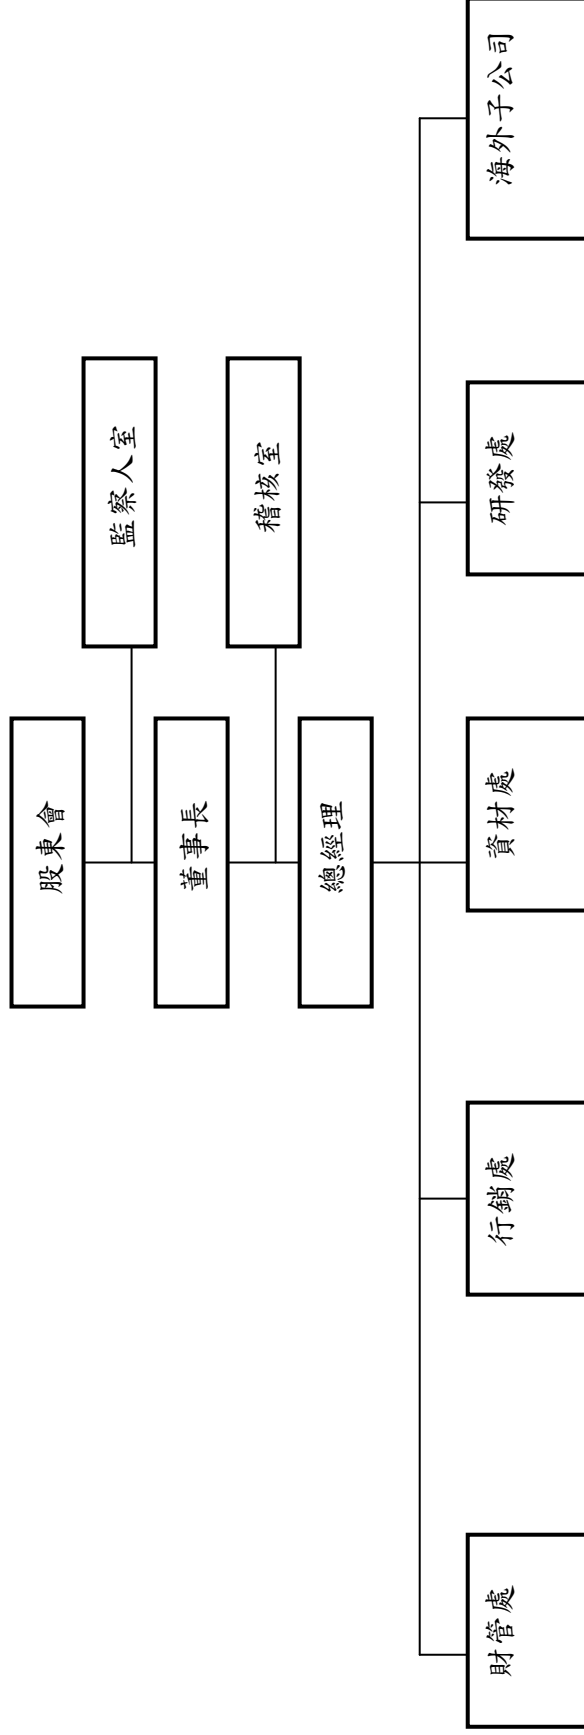 股東會
監察人室
董事長
稽核室
總經理
財管處
行銷處
資材處
研發處
海外子公司